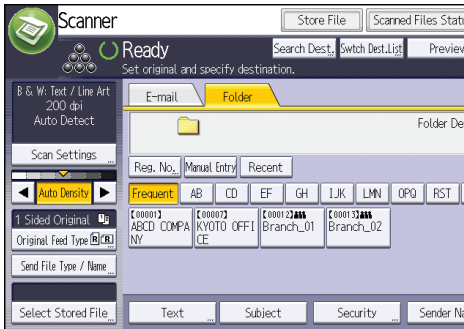 Scanner
Store File
Scanned Files Statu
Ready
Search Dest.
Swtch Dest.List
Preview
Set original and specify destination.
B & W: Text / Line Art
200 dpi
Auto Detect
E-mail
Folder
Folder De
Scan Settings
Reg. No.
Manual Entry
Recent
Auto Density
Frequent
AB
CD
EF
GH
IJK
LMN
OPQ
RST
1 Sided Original
Original Feed Type
Send File Type / Name
[00001]
ABCD COMPA
NY
[00007]
KYOTO OFFI
CE
[00012]
Branch_01
[00013]
Branch_02
Select Stored File
Text
Subject
Security
Sender Na